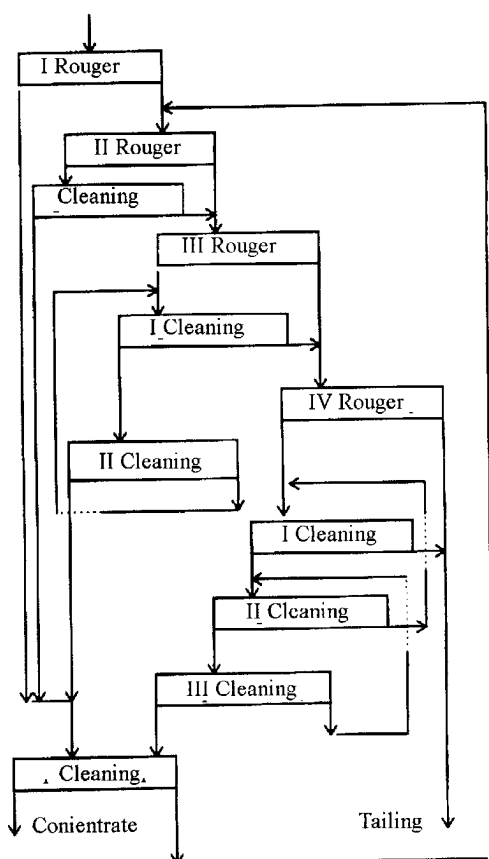 I Rouger
II Rouger
Cleaning
III Rouger
I Cleaning
IV Rouger
II Cleaning
I Cleaning
II Cleaning
III Cleaning
Cleaning
Conientrate
Tailing